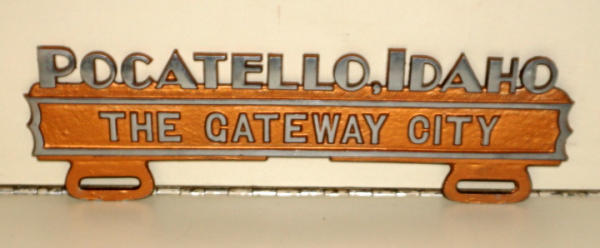 POCATELLO, IDAHO
THE GATEWAY CITY